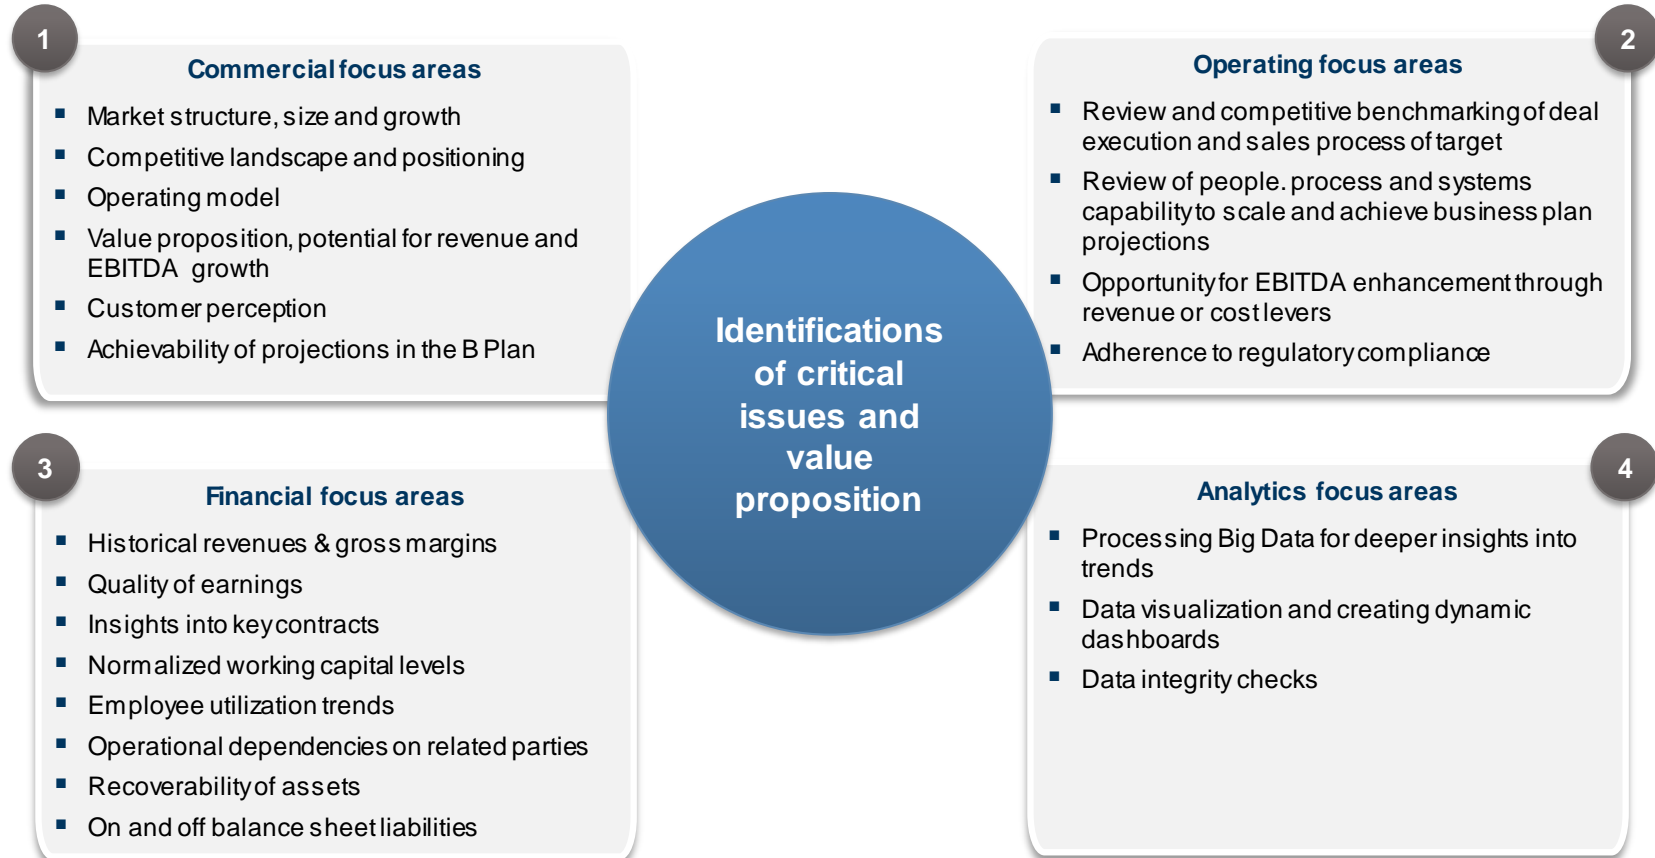 1
Commercial focus areas
Market structure, size and growth
Competitive landscape and positioning
Operating model
Value proposition, potential for revenue and
EBITDA growth
Customer perception
Achievability of projections in the B Plan
2
Operating focus areas
Review and competitive benchmarking of deal
execution and sales process of target
Review of people. process and systems
capability to scale and achieve business plan
projections
Opportunity for EBITDA enhancement through
revenue or cost levers
Adherence to regulatory compliance
Identifications
of critical
issues and
value
proposition
3
Financial focus areas
Historical revenues & gross margins
Quality of earnings
Insights into key contracts
Normalized working capital levels
Employee utilization trends
Operational dependencies on related parties
Recoverability of assets
On and off balance sheet liabilities
4
Analytics focus areas
Processing Big Data for deeper insights into
trends
Data visualization and creating dynamic
dashboards
Data integrity checks